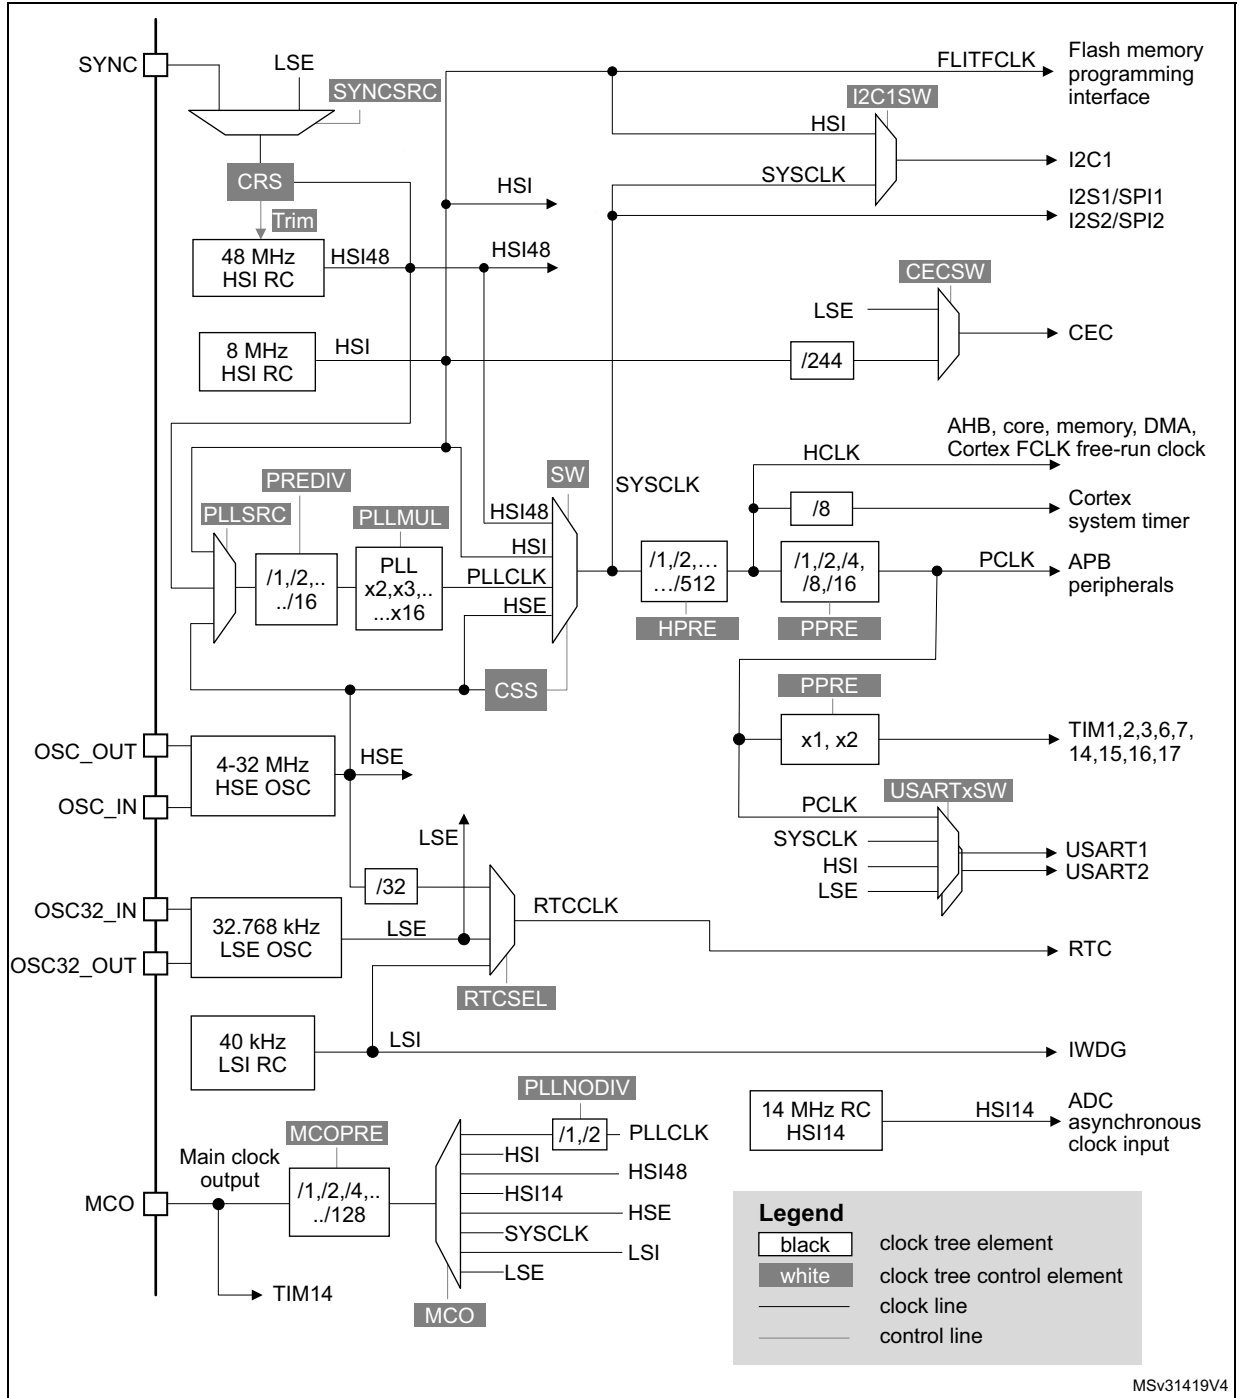 SYNC
LSE
SYNCSRC
FLITFCLK
Flash memory
programming
interface
I2C1SW
HSI
SYSCLK
I2C1
CRS
HSI
I2S1/SPI1
I2S2/SPI2
Trim
48 MHz
HSI RC
HSI48
HSI48
CECSW
LSE
CEC
8 MHz
HSI RC
HSI
/244
AHB, core, memory, DMA,
Cortex FCLK free-run clock
HCLK
SW
SYSCLK
PREDIV
PLLSRC
PLLMUL
HSI48
/8
Cortex
system timer
HSI
/1,/2,..
../16
PLL
x2,x3,..
...x16
PLLCLK
/1,/2,…
…/512
/1,/2,/4,
/8,/16
PCLK
APB
peripherals
HSE
HPRE
PPRE
CSS
PPRE
OSC_OUT
4-32 MHz
HSE OSC
HSE
x1, x2
TIM1,2,3,6,7,
14,15,16,17
OSC_IN
USARTxSW
PCLK
LSE
SYSCLK
USART1
HSI
USART2
/32
LSE
OSC32_IN
32.768 kHz
LSE OSC
LSE
RTCCLK
RTC
OSC32_OUT
RTCSEL
40 kHz
LSI RC
LSI
IWDG
PLLNODIV
14 MHz RC
HSI14
HSI14
ADC
asynchronous
clock input
MCOPRE
/1,/2
PLLCLK
Main clock
output
HSI
HSI48
MCO
/1,/2,/4,..
../128
HSI14
HSE
SYSCLK
LSI
LSE
TIM14
MCO
Legend
black
clock tree element
white
clock tree control element
clock line
control line
MSv31419V4